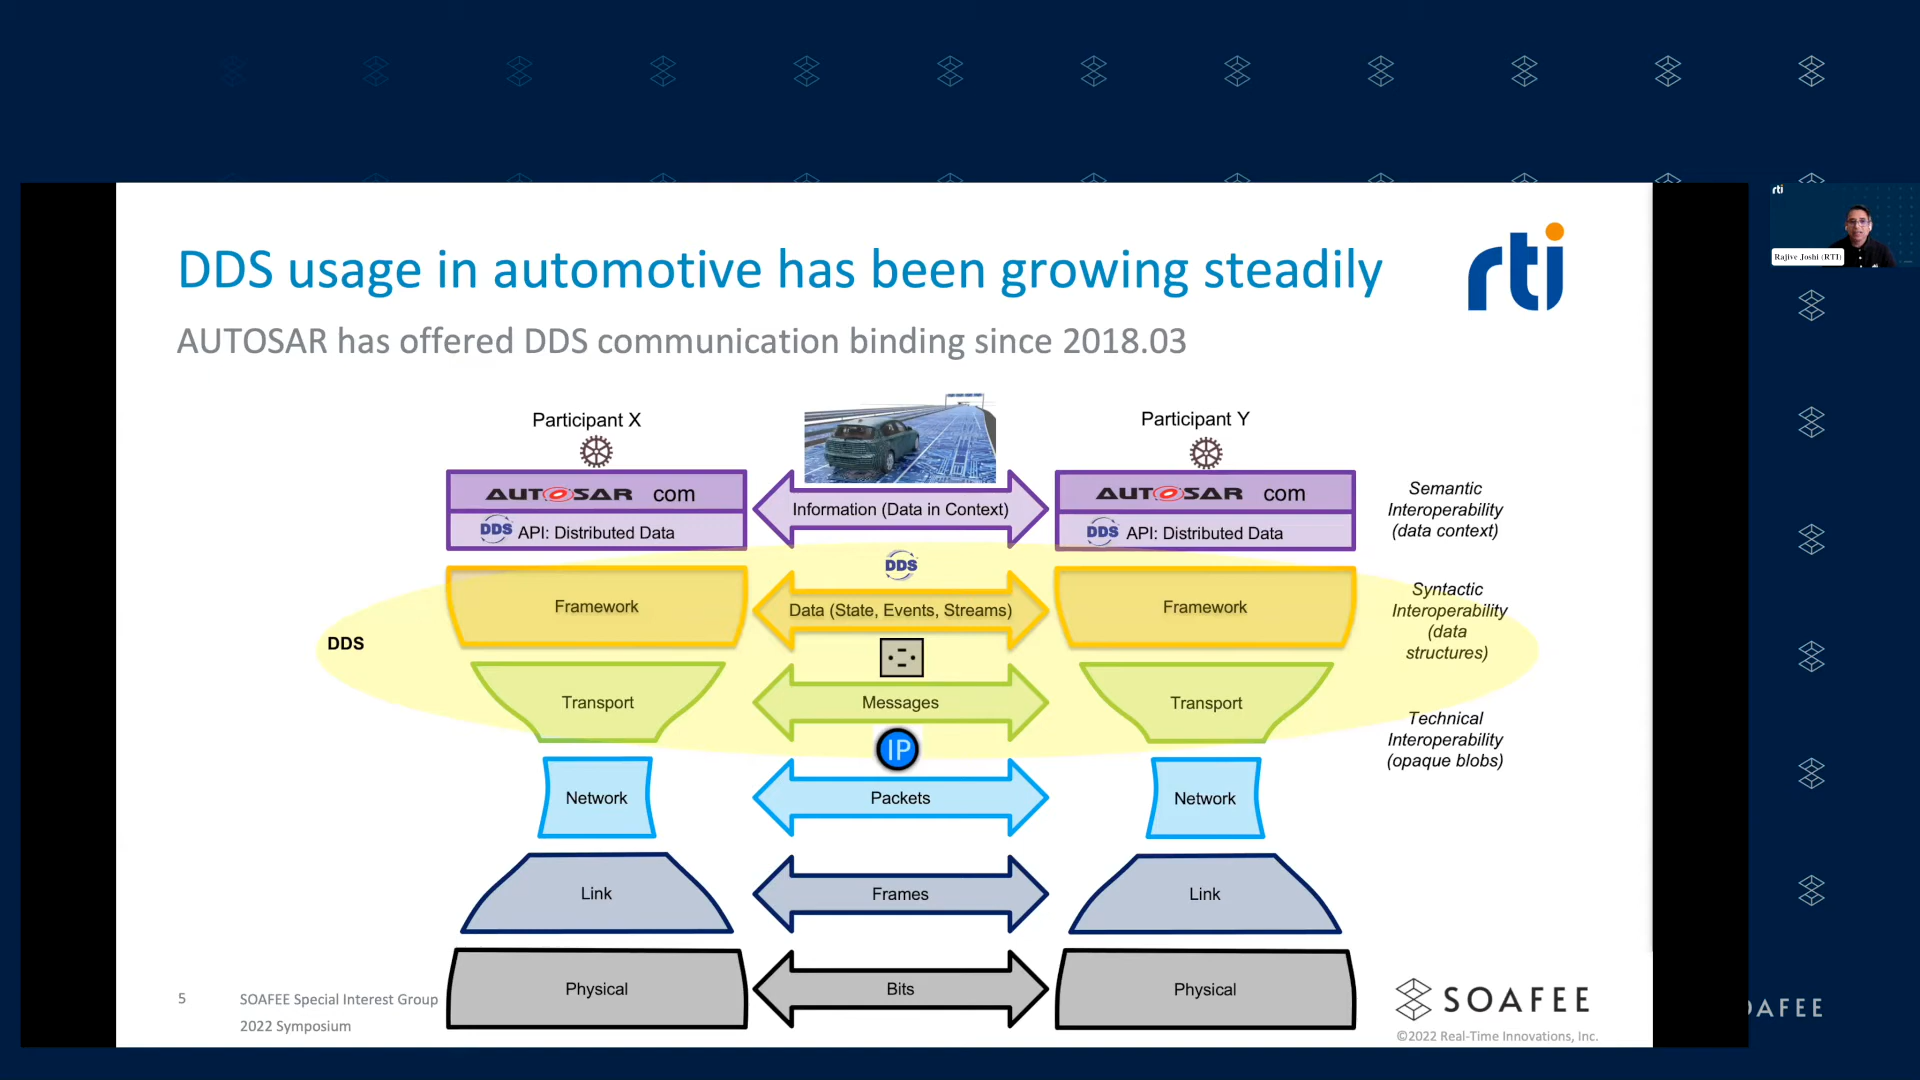 rti
Rajive Joshi (RTI)
DDS usage in automotive has been growing steadily
rti
AUTOSAR has offered DDS communication binding since 2018.03
Participant X
Participant Y
AUTOSAR com
AUTOSAR com
DDS API: Distributed Data
Information (Data in Context)
DDS API: Distributed Data
Semantic
Interoperability
(data context)
DDS
Framework
Data (State, Events, Streams)
Framework
Syntactic
Interoperability
(data
structures)
DDS
Transport
Messages
Transport
Technical
Interoperability
(opaque blobs)
IP
Network
Packets
Network
Link
Frames
Link
Physical
Bits
Physical
5
SOAFEE Special Interest Group
2022 Symposium
SOAFEE
©2022 Real-Time Innovations, Inc.
OAFEE